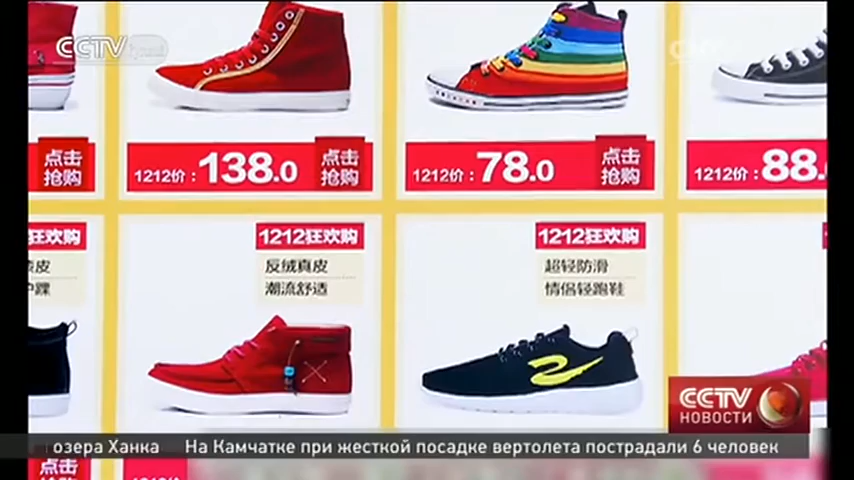 CCTV
点击
抢购
1212价: 138.0
点击
抢购
1212价: 78.0
点击
抢购
1212价: 88.
狂欢购
1212狂欢购
反绒真皮
潮流舒适
1212狂欢购
超轻防滑
情侣轻跑鞋
CCTV
НОВОСТИ
озера Ханка На Камчатке при жесткой посадке вертолета пострадали 6 человек
点击